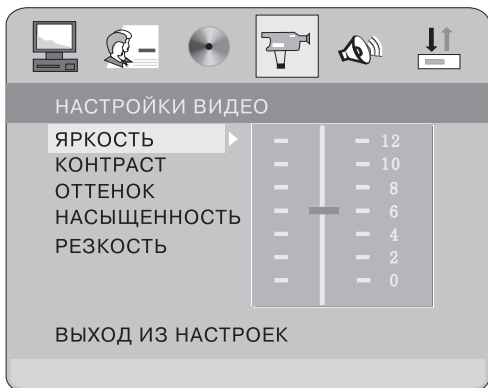 НАСТРОЙКИ ВИДЕО
ЯРКОСТЬ
КОНТРАСТ
ОТТЕНОК
НАСЫЩЕННОСТЬ
РЕЗКОСТЬ
12
10
8
6
4
2
0
ВЫХОД ИЗ НАСТРОЕК